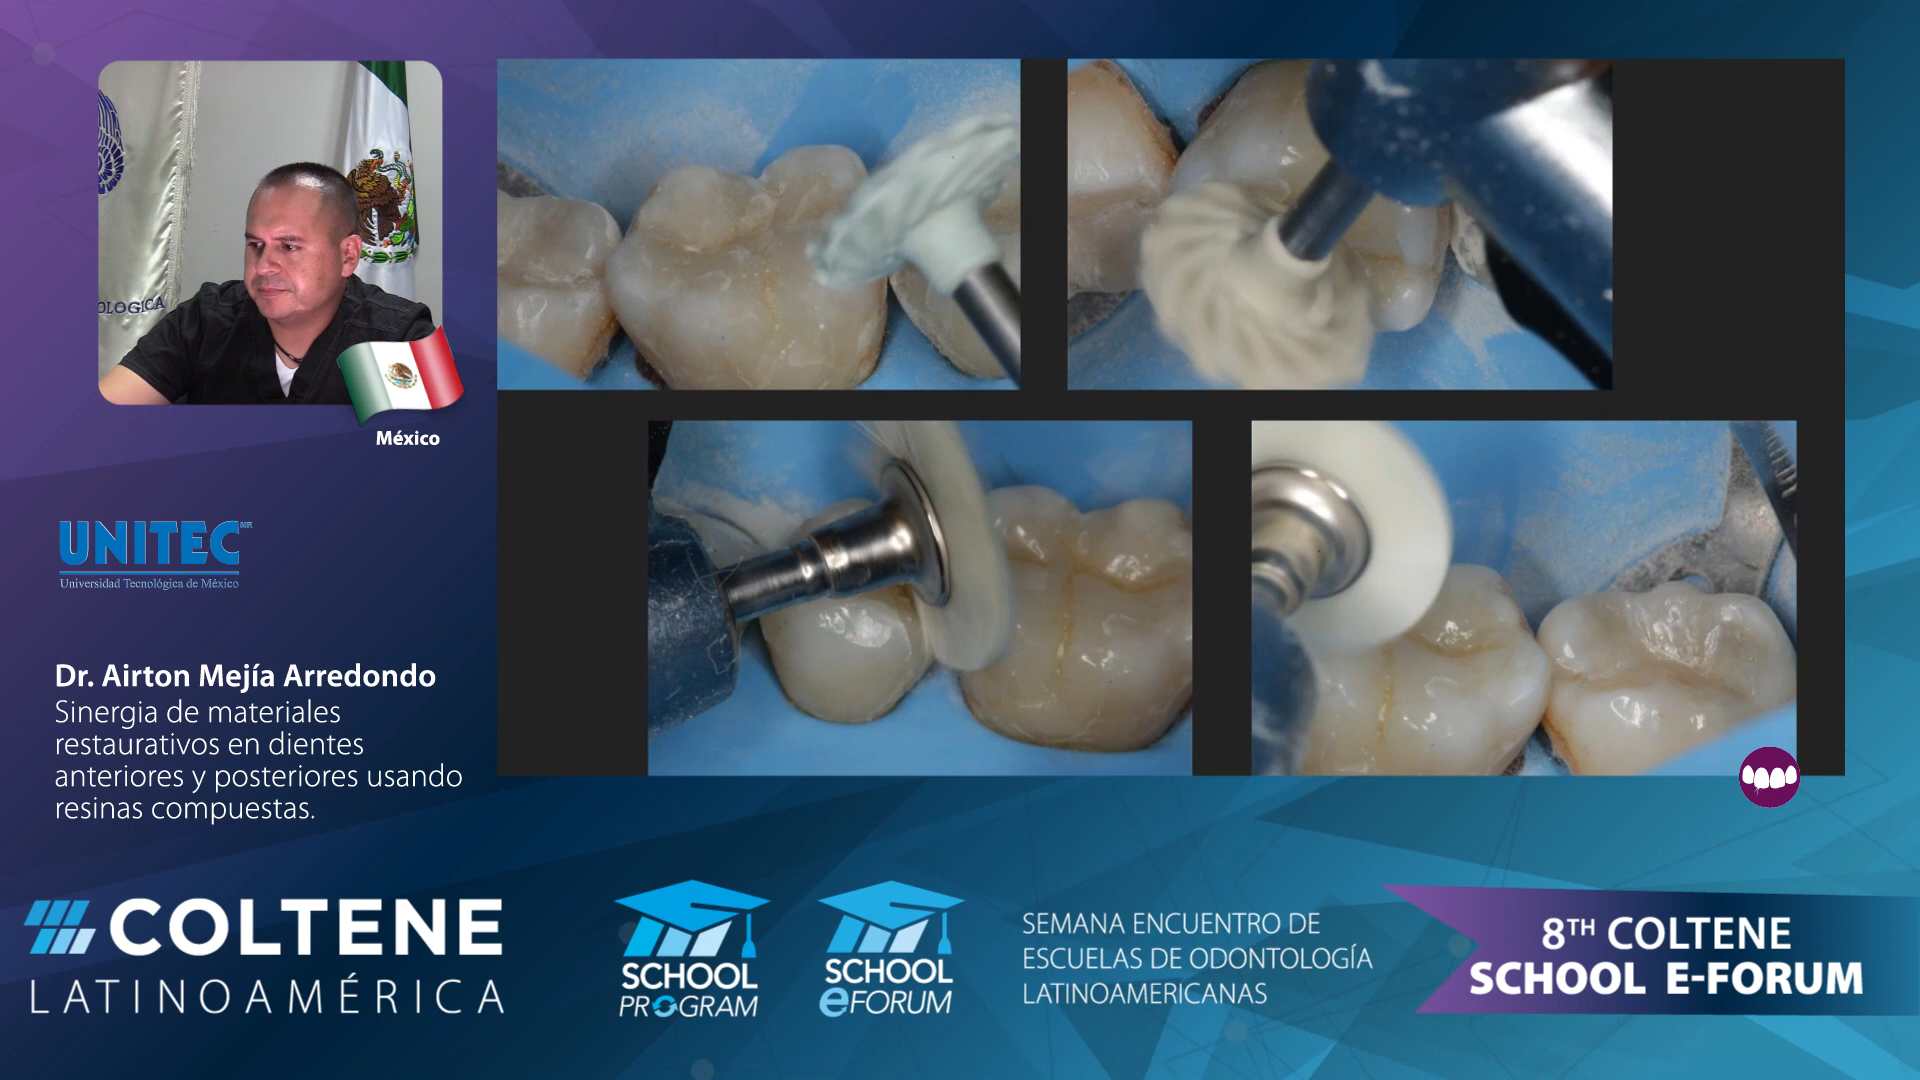 OLOGICA
México
UNITEC MR
Universidad Tecnológica de México
Dr. Airton Mejía Arredondo
Sinergia de materiales
restaurativos en dientes
anteriores y posteriores usando
resinas compuestas.
COLTENE
LATINOAMÉRICA
SCHOOL
PROGRAM
SCHOOL
eFORUM
SEMANA ENCUENTRO DE
ESCUELAS DE ODONTOLOGÍA
LATINOAMERICANAS
8TH COLTENE
SCHOOL E-FORUM